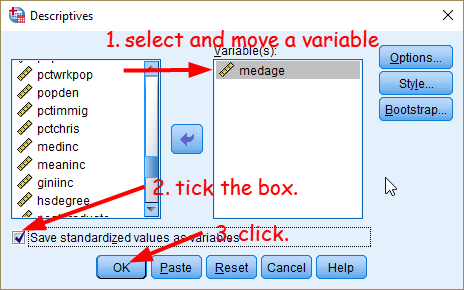 Descriptives
1. select and move a variable
Variable(s):
pctwrkpop
popden
pctimmig
pctchris
medinc
meaninc
giniinc
hsdegree
medage
Options...
Style...
Bootstrap...
2. tick the box.
Save standardized values as variables
3. click.
OK
Paste
Reset
Cancel
Help